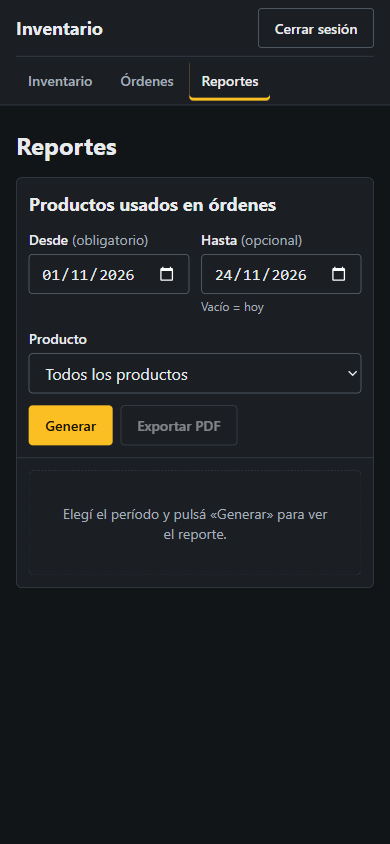 Inventario
Cerrar sesión
Inventario Órdenes Reportes
Reportes
Productos usados en órdenes
Desde (obligatorio) Hasta (opcional)
01/11/2026 24/11/2026
Vacío = hoy
Producto
Todos los productos
Generar Exportar PDF
Elegí el período y pulsá «Generar» para ver
el reporte.